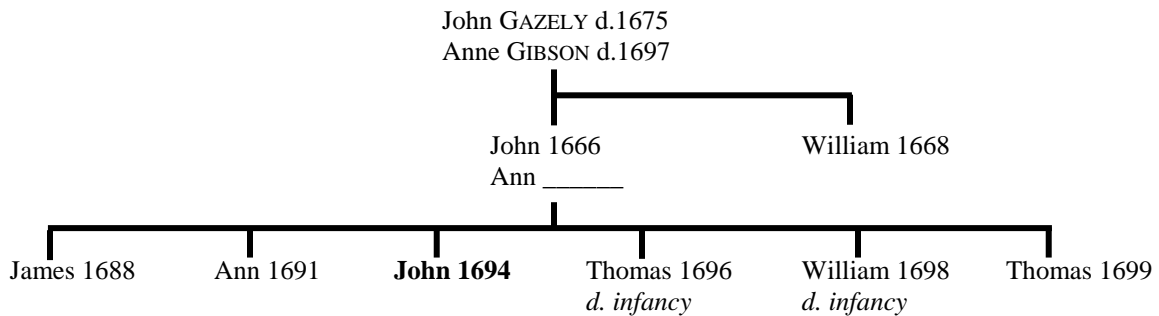 John GAZELY d.1675
Anne GIBSON d.1697
John 1666
Ann ______
William 1668
James 1688
Ann 1691
John 1694
Thomas 1696
d. infancy
William 1698
d. infancy
Thomas 1699